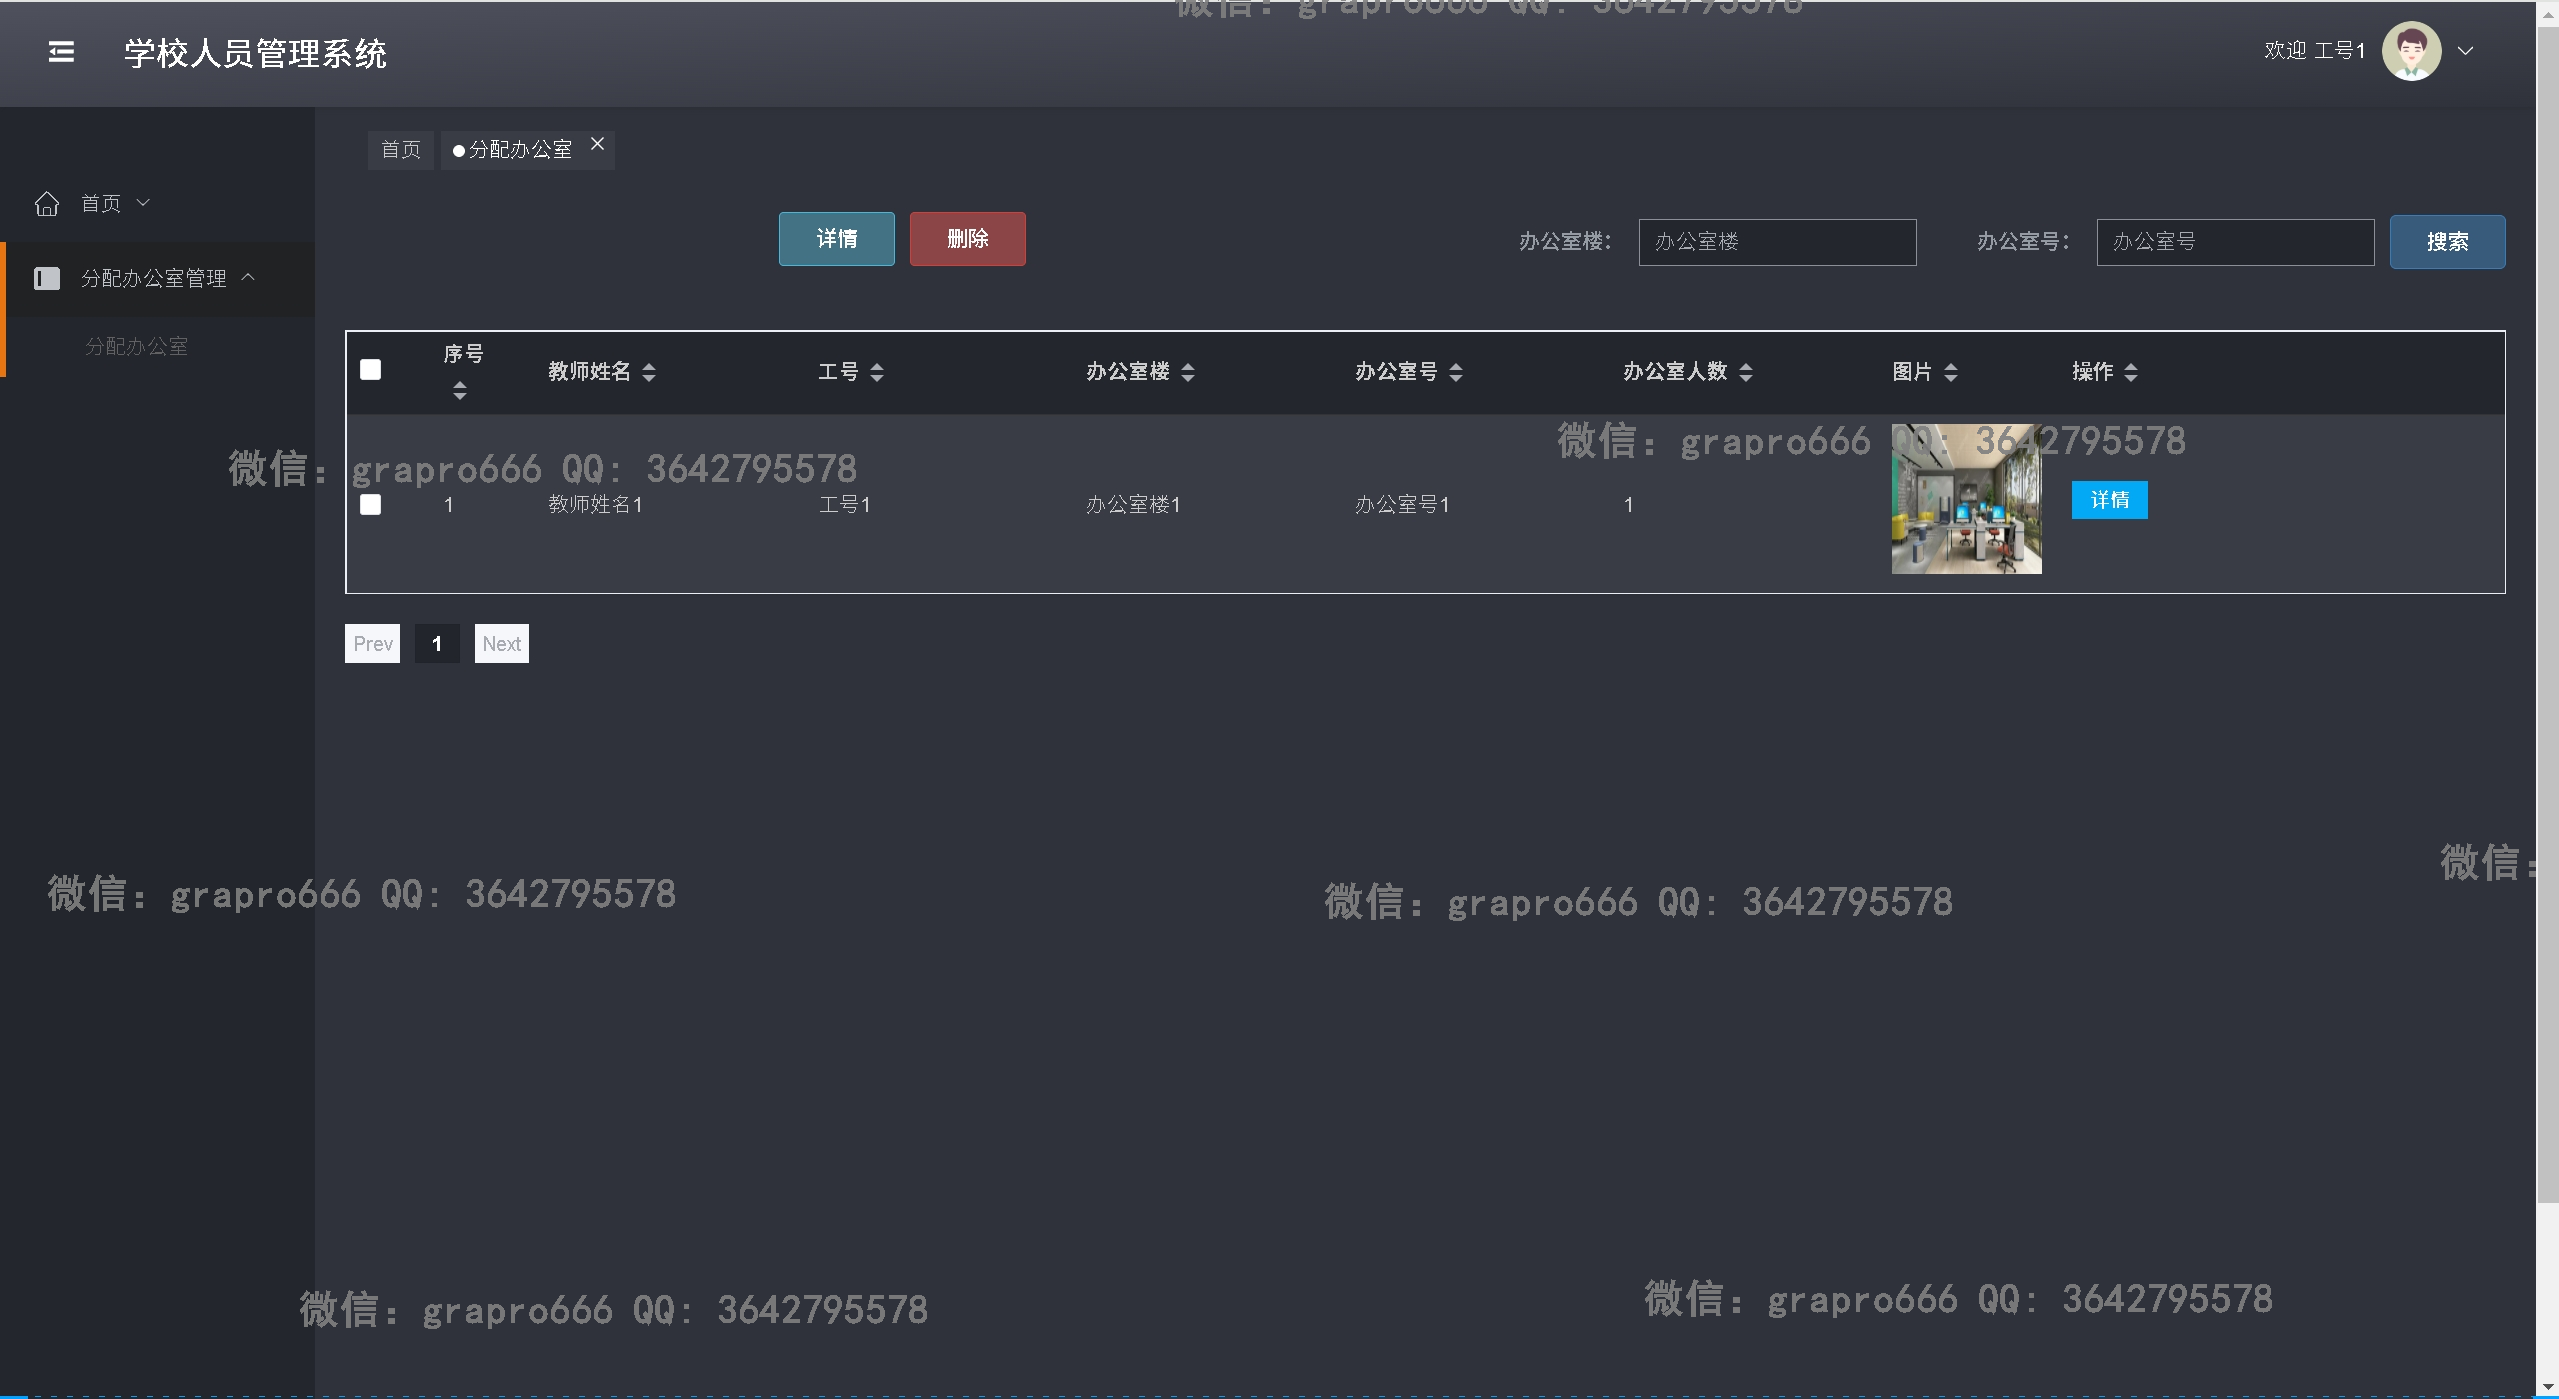 微信: grapro666 QQ: 3642795578
学校人员管理系统
欢迎 工号1
首页
分配办公室
首页
分配办公室管理
分配办公室
详情
删除
办公室楼:
办公室楼
办公室号:
办公室号
搜索
序号
教师姓名
工号
办公室楼
办公室号
办公室人数
图片
操作
微信: grapro666 QQ: 3642795578
微信: grapro666 QQ: 3642795578
1
教师姓名1
工号1
办公室楼1
办公室号1
1
详情
Prev
1
Next
微信:
微信: grapro666 QQ: 3642795578
微信: grapro666 QQ: 3642795578
微信: grapro666 QQ: 3642795578
微信: grapro666 QQ: 3642795578